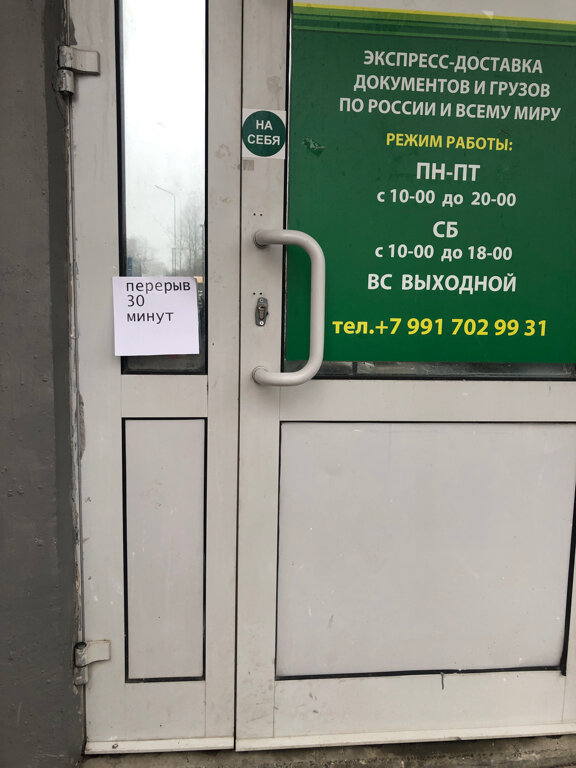 ЭКСПРЕСС-ДОСТАВКА
ДОКУМЕНТОВ И ГРУЗОВ
ПО РОССИИ И ВСЕМУ МИРУ
РЕЖИМ РАБОТЫ:
ПН-ПТ
с 10-00 до 20-00
СБ
с 10-00 до 18-00
ВС ВЫХОДНОЙ
тел.+7 991 702 99 31
НА
СЕБЯ
перерыв
30
минут